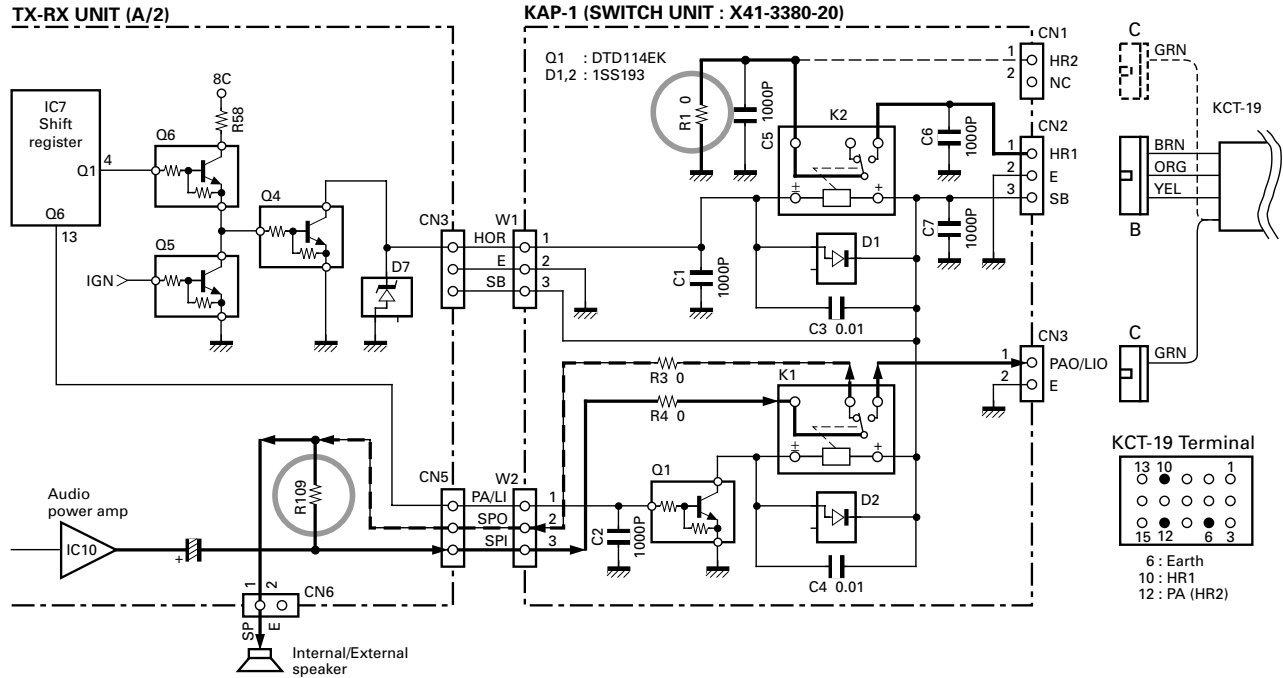 TX-RX UNIT (A/2)
KAP-1 (SWITCH UNIT : X41-3380-20)
IC7
Shift
register
Q1
4
Q6
13
8C
R58
Q6
Q5
IGN
Q4
D7
CN3
HOR
E
SB
W1
1
2
3
Q1 : DTD114EK
D1,2 : 1SS193
R1 0
C5
1000P
K2
±
+
C6
1000P
C7
1000P
C1
1000P
D1
C3 0.01
CN1
1
HR2
2
NC
CN2
1
HR1
2
E
3
SB
CN3
1
PAO/LIO
2
E
C
GRN
KCT-19
BRN
ORG
YEL
B
C
GRN
R3 0
R4 0
K1
±
+
Q1
D2
C4 0.01
C2
1000P
CN5
PA/LI
SPO
SPI
W2
1
2
3
R109
Audio
power amp
IC10
+
1
2
CN6
SP
E
Internal/External
speaker
KCT-19 Terminal
13 10 1
15 12 6 3
6 : Earth
10 : HR1
12 : PA (HR2)